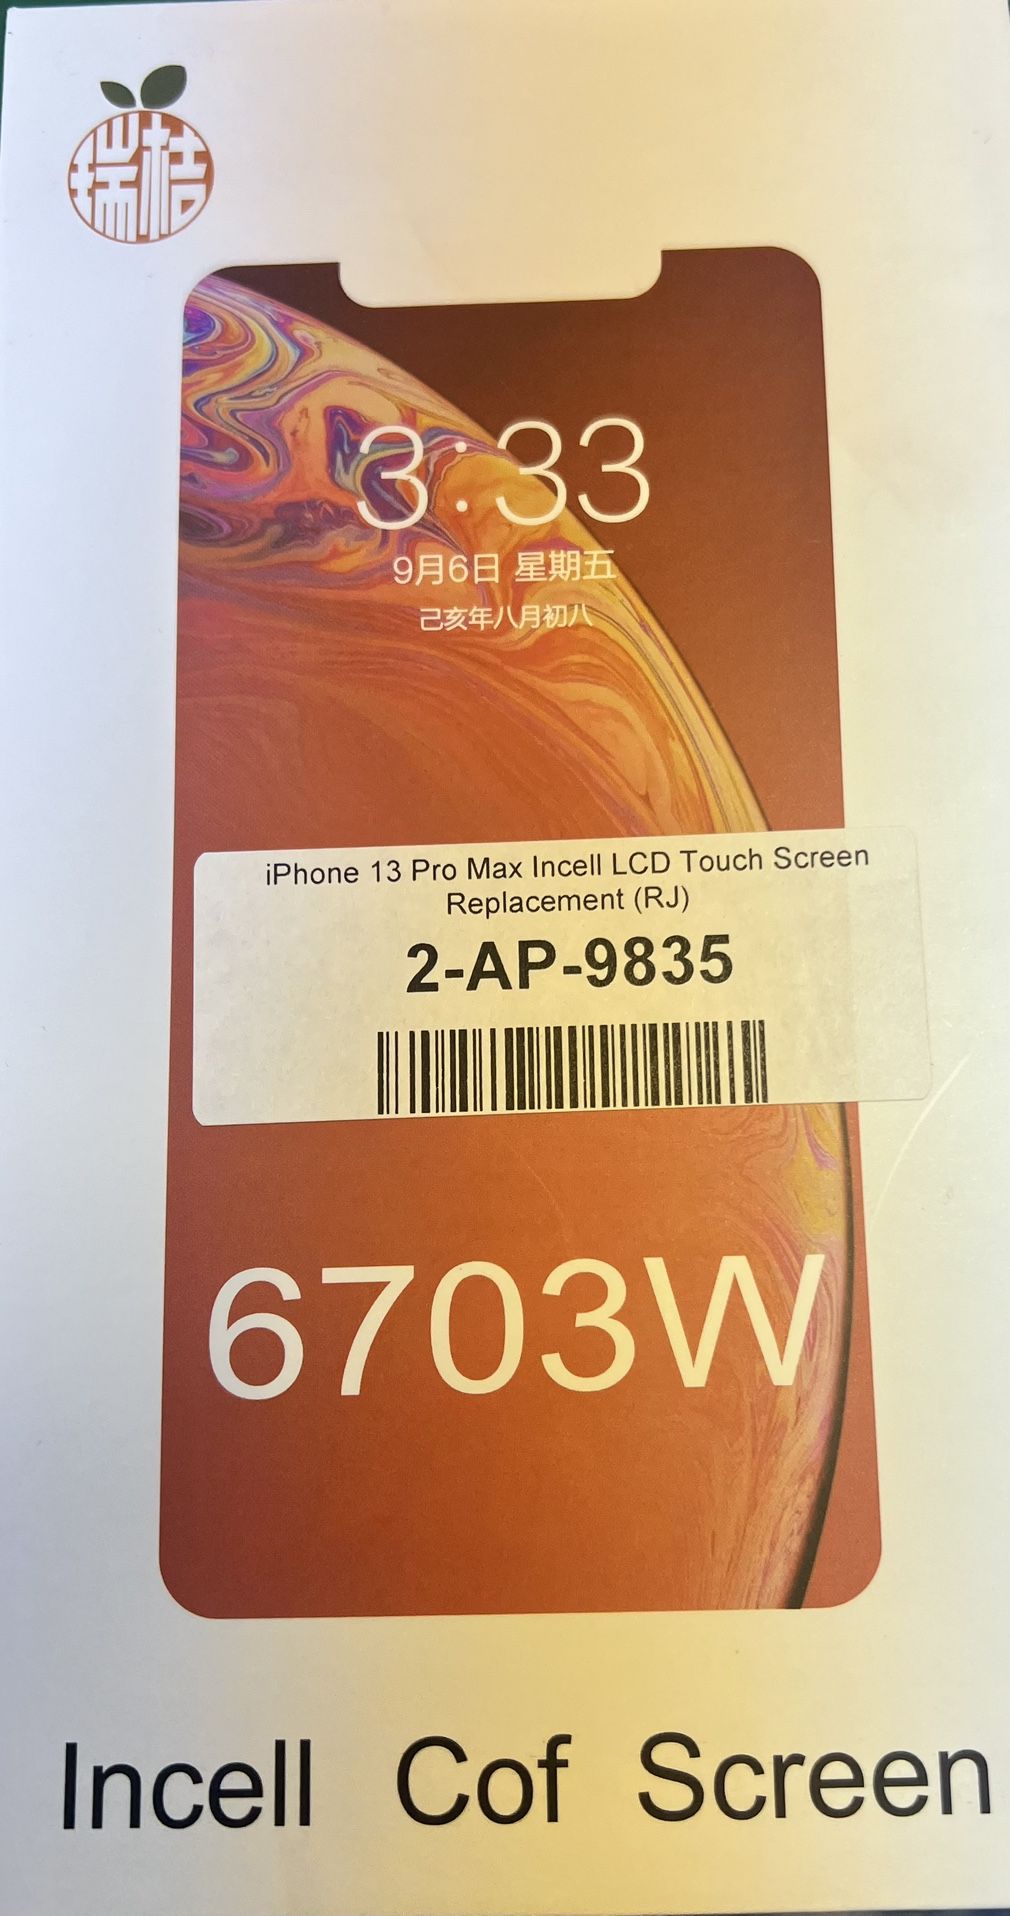 瑞桔
3:33
9月6日 星期五
己亥年八月初八
iPhone 13 Pro Max Incell LCD Touch Screen
Replacement (RJ)
2-AP-9835
6703W
Incell Cof Screen